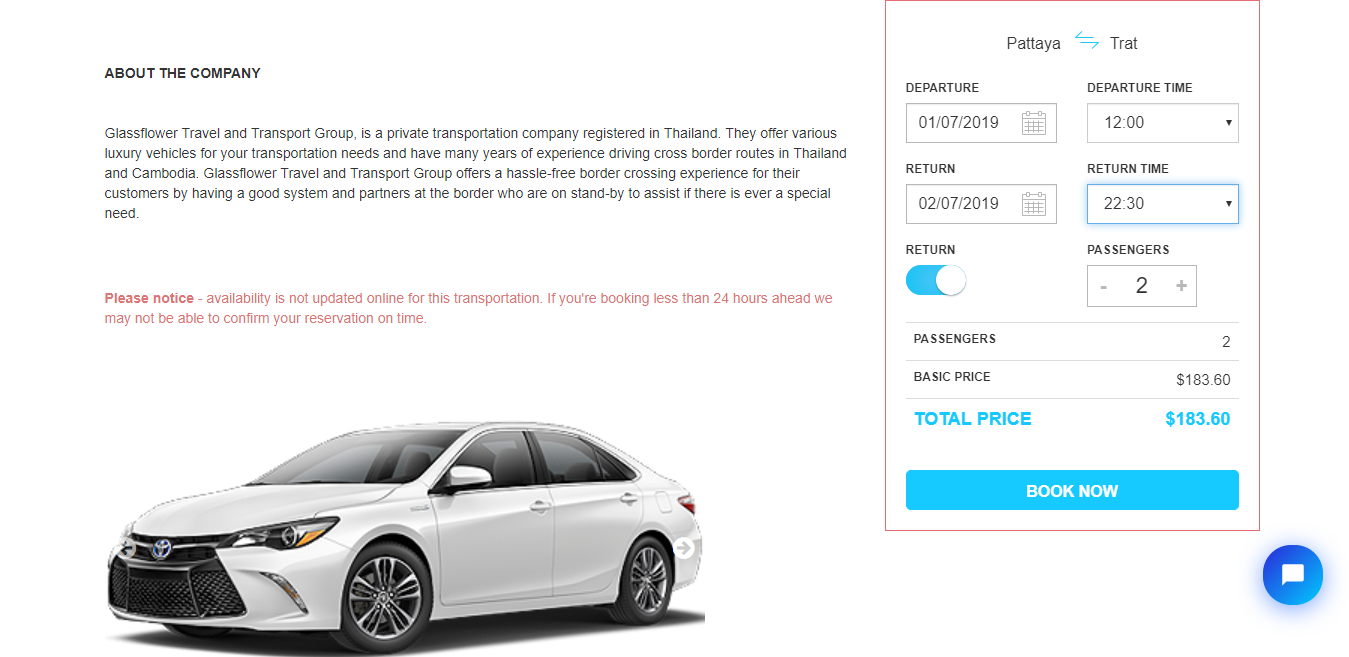 ABOUT THE COMPANY
Glassflower Travel and Transport Group, is a private transportation company registered in Thailand. They offer various
luxury vehicles for your transportation needs and have many years of experience driving cross border routes in Thailand
and Cambodia. Glassflower Travel and Transport Group offers a hassle-free border crossing experience for their
customers by having a good system and partners at the border who are on stand-by to assist if there is ever a special
need.
Please notice - availability is not updated online for this transportation. If you're booking less than 24 hours ahead we
may not be able to confirm your reservation on time.
Pattaya Trat
DEPARTURE DEPARTURE TIME
01/07/2019 12:00
RETURN RETURN TIME
02/07/2019 22:30
RETURN PASSENGERS
- 2 +
PASSENGERS 2
BASIC PRICE $183.60
TOTAL PRICE $183.60
BOOK NOW